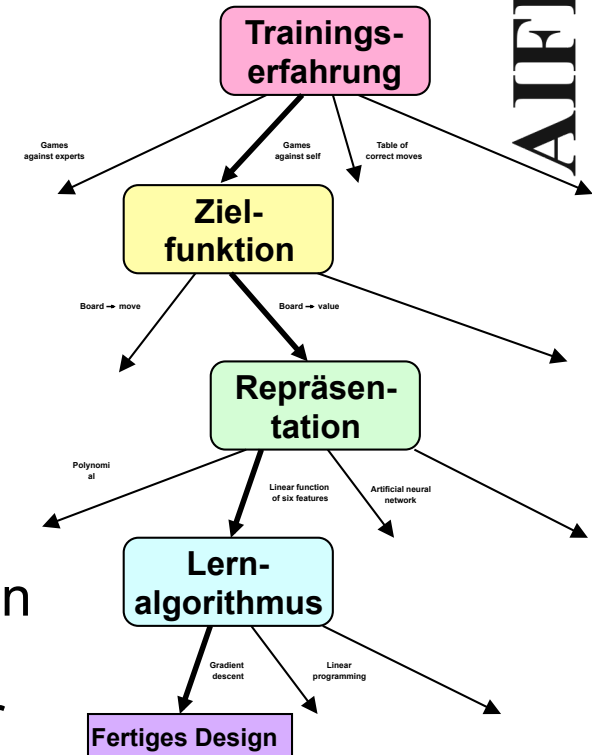 Trainings-
erfahrung
AIFI
Games
against experts
Games
against self
Table of
correct moves
Ziel-
funktion
Board → move
Board → value
Repräsen-
tation
Polynomi
al
Linear function
of six features
Artificial neural
network
n
Lern-
algorithmus
Gradient
descent
Linear
programming
Fertiges Design